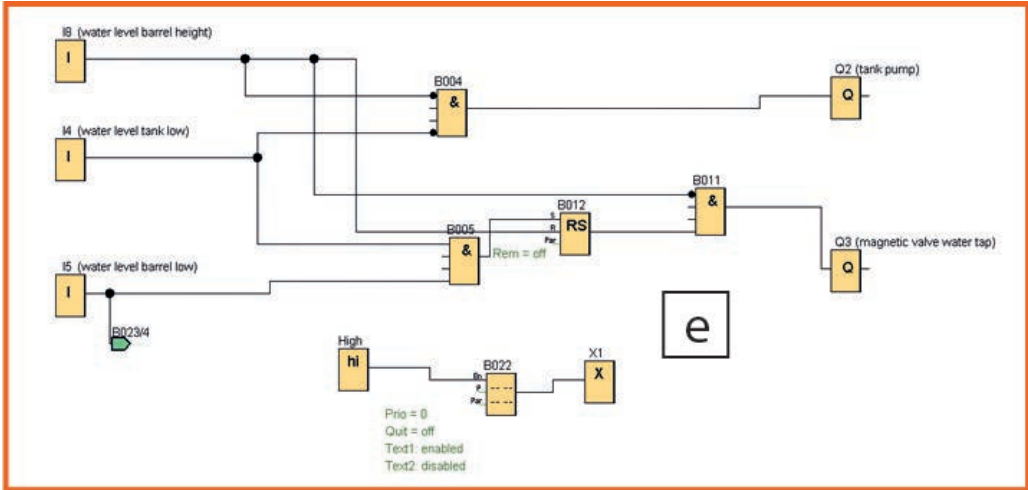 I8 (water level barrel height)
I
B004
&
Q2 (tank pump)
Q
I4 (water level tank low)
I
B011
&
B012
S
R
Par
RS
Rem = off
B005
&
Q3 (magnetic valve water tap)
Q
I5 (water level barrel low)
I
B023/4
e
High
hi
B022
En
P
Par
X1
X
Prio = 0
Quit = off
Text1: enabled
Text2: disabled